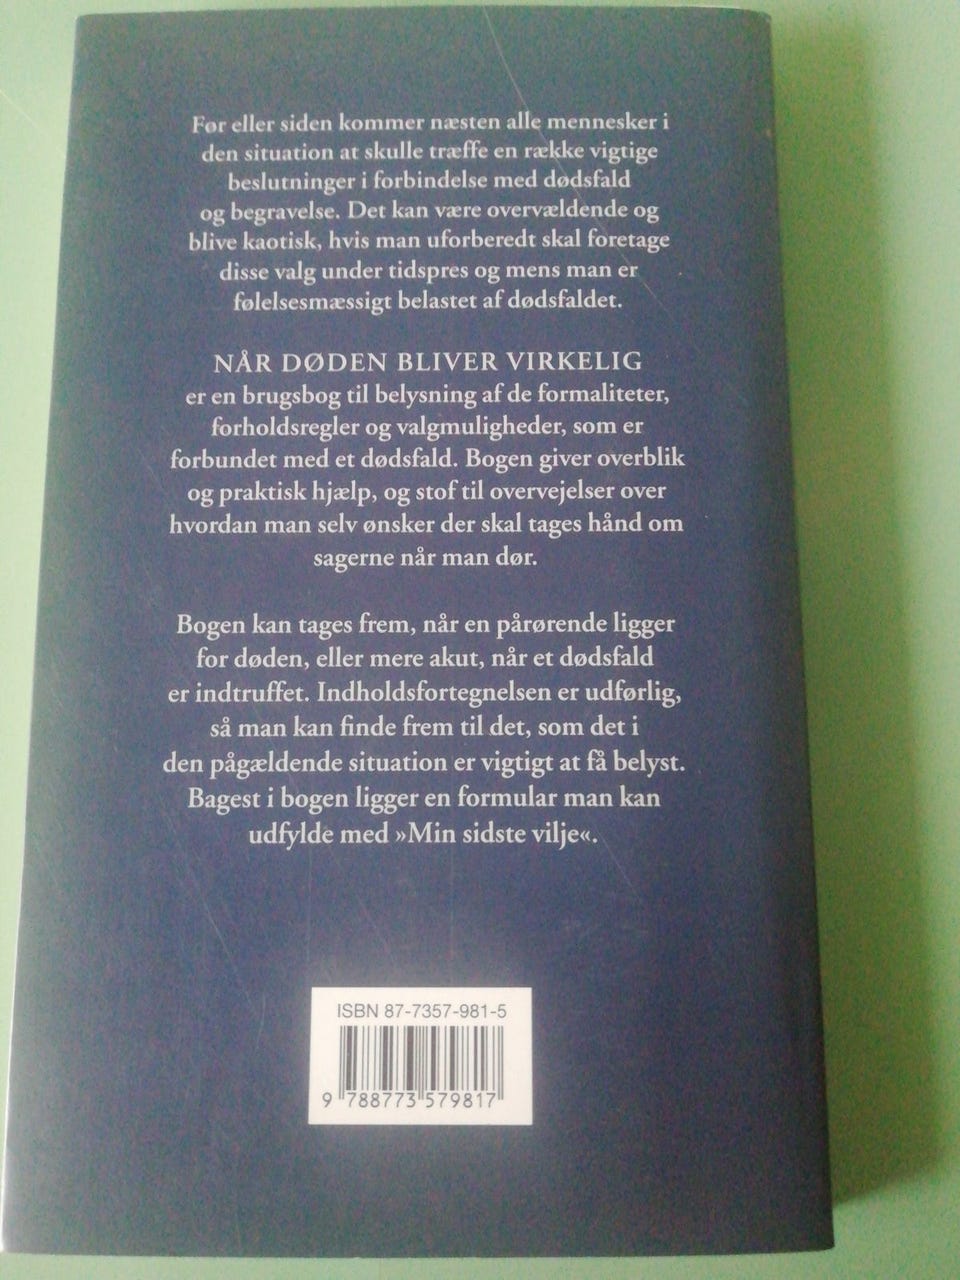 Før eller siden kommer næsten alle mennesker i
den situation at skulle træffe en række vigtige
beslutninger i forbindelse med dødsfald
og begravelse. Det kan være overvældende og
blive kaotisk, hvis man uforberedt skal foretage
disse valg under tidspres og mens man er
følelsesmæssigt belastet af dødsfaldet.
NÅR DØDEN BLIVER VIRKELIG
er en brugsbog til belysning af de formaliteter,
forholdsregler og valgmuligheder, som er
forbundet med et dødsfald. Bogen giver overblik
og praktisk hjælp, og stof til overvejelser over
hvordan man selv ønsker der skal tages hånd om
sagerne når man dør.
Bogen kan tages frem, når en pårørende ligger
for døden, eller mere akut, når et dødsfald
er indtruffet. Indholdsfortegnelsen er udførlig,
så man kan finde frem til det, som det i
den pågældende situation er vigtigt at få belyst.
Bagest i bogen ligger en formular man kan
udfylde med »Min sidste vilje«.
ISBN 87-7357-981-5
9 788773 579817